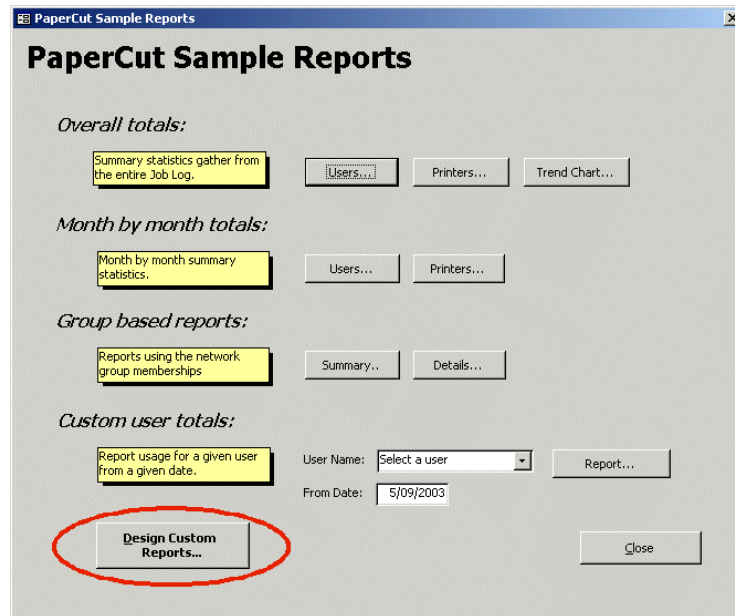 PaperCut Sample Reports
PaperCut Sample Reports
Overall totals:
Summary statistics gather from
the entire Job Log.
Users...
Printers...
Trend Chart...
Month by month totals:
Month by month summary
statistics.
Users...
Printers...
Group based reports:
Reports using the network
group memberships
Summary..
Details...
Custom user totals:
Report usage for a given user
from a given date.
User Name:
Select a user
Report...
From Date:
5/09/2003
Design Custom
Reports...
Close